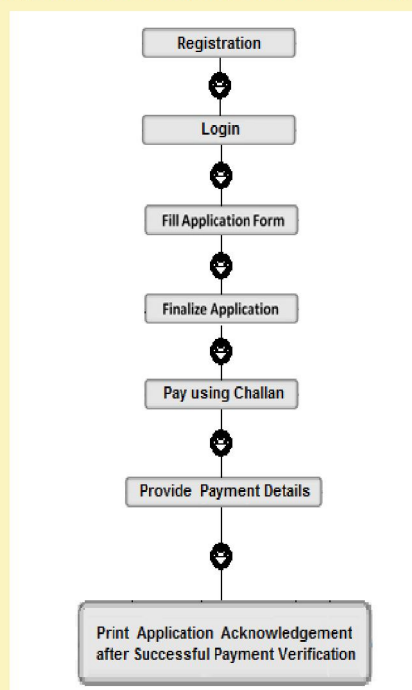 Registration
Login
Fill Application Form
Finalize Application
Pay using Challan
Provide Payment Details
Print Application Acknowledgement
after Successful Payment Verification